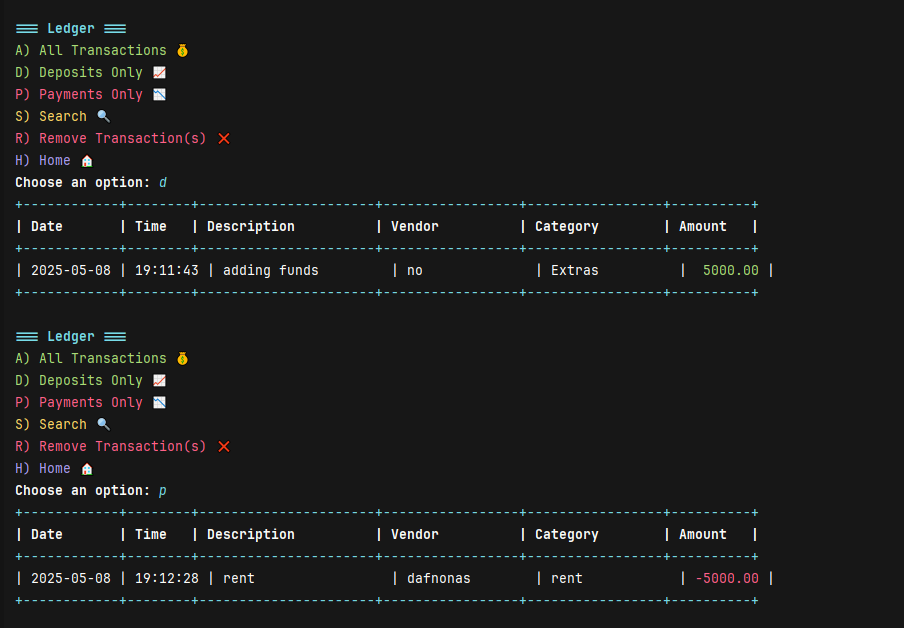 === Ledger ===
A) All Transactions 💰
D) Deposits Only 📈
P) Payments Only 📉
S) Search 🔍
R) Remove Transaction(s) ❌
H) Home 🏠
Choose an option: d
+------------+--------+----------------------+-----------------+-----------------+----------+
| Date       | Time   | Description          | Vendor          | Category        | Amount   |
+------------+--------+----------------------+-----------------+-----------------+----------+
| 2025-05-08 | 19:11:43 | adding funds         | no              | Extras          |  5000.00 |
+------------+--------+----------------------+-----------------+-----------------+----------+
=== Ledger ===
A) All Transactions 💰
D) Deposits Only 📈
P) Payments Only 📉
S) Search 🔍
R) Remove Transaction(s) ❌
H) Home 🏠
Choose an option: p
+------------+--------+----------------------+-----------------+-----------------+----------+
| Date       | Time   | Description          | Vendor          | Category        | Amount   |
+------------+--------+----------------------+-----------------+-----------------+----------+
| 2025-05-08 | 19:12:28 | rent                 | dafnonas        | rent            | -5000.00 |
+------------+--------+----------------------+-----------------+-----------------+----------+